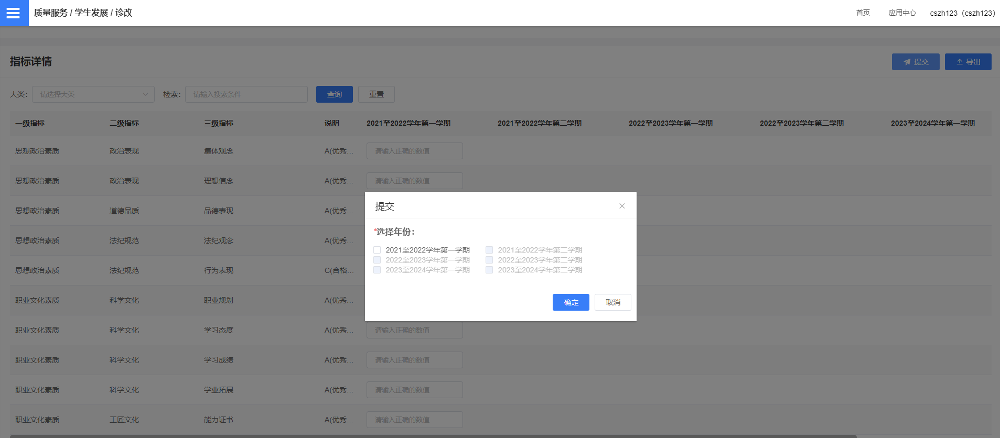 质量服务 / 学生发展 / 诊改
首页 应用中心 cszh123（cszh123）
指标详情
提交 导出
大类： 请选择大类 检索： 请输入搜索条件 查询 重置
一级指标 二级指标 三级指标 说明 2021至2022学年第一学期 2021至2022学年第二学期 2022至2023学年第一学期 2022至2023学年第二学期 2023至2024学年第一学期
思想政治素质 政治表现 集体观念 A(优秀... 请输入正确的数值
思想政治素质 政治表现 理想信念 A(优秀... 请输入正确的数值
思想政治素质 道德品质 品德表现 A(优秀...
思想政治素质 法纪规范 法纪观念 A(优秀...
思想政治素质 法纪规范 行为表现 C(合格...
职业文化素质 科学文化 职业规划 A(优秀...
职业文化素质 科学文化 学习态度 A(优秀... 请输入正确的数值
职业文化素质 科学文化 学习成绩 A(优秀... 请输入正确的数值
职业文化素质 科学文化 学业拓展 A(优秀... 请输入正确的数值
职业文化素质 工匠文化 能力证书 A(优秀... 请输入正确的数值
提交
*选择年份：
2021至2022学年第一学期 2021至2022学年第二学期
2022至2023学年第一学期 2022至2023学年第二学期
2023至2024学年第一学期 2023至2024学年第二学期
确定 取消